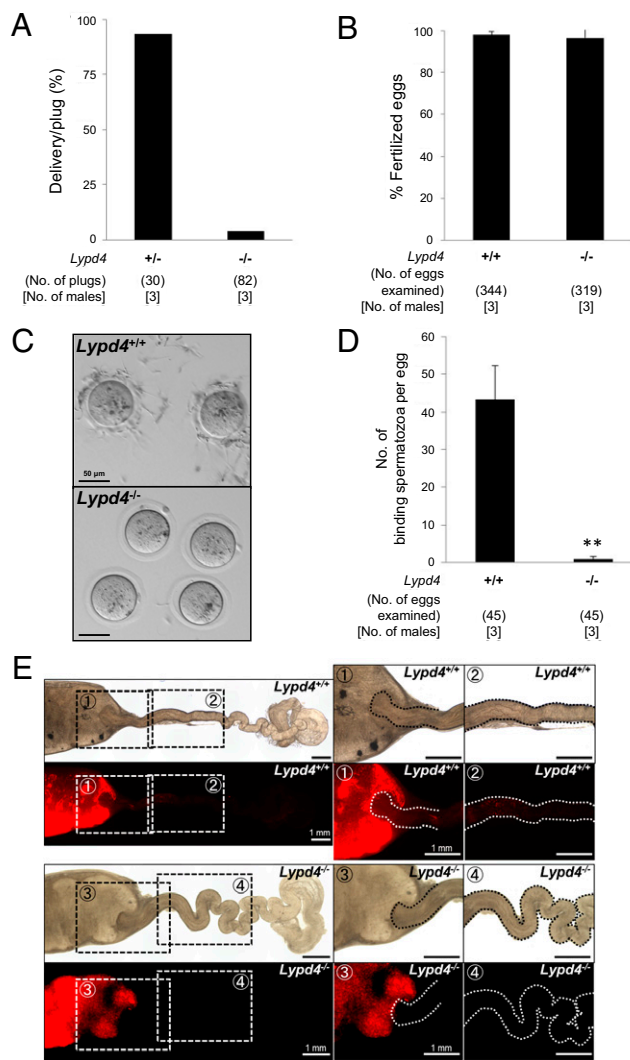 A
Delivery/plug (%)
100
75
50
25
0
Lypd4 +/- -/-
(No. of plugs) (30) (82)
[No. of males] [3] [3]
B
% Fertilized eggs
100
80
60
40
20
0
Lypd4 +/+ -/-
(No. of eggs
examined) (344) (319)
[No. of males] [3] [3]
C
Lypd4+/+
50 µm
Lypd4-/-
D
No. of
binding spermatozoa per egg
60
50
40
30
20
10
0
**
Lypd4 +/+ -/-
(No. of eggs
examined) (45) (45)
[No. of males] [3] [3]
E
① ② Lypd4+/+ ① Lypd4+/+ ② Lypd4+/+
① ② Lypd4+/+ 1 mm ① Lypd4+/+ 1 mm ② Lypd4+/+
③ ④ Lypd4-/- ③ Lypd4-/- ④ Lypd4-/-
③ ④ Lypd4-/- 1 mm ③ Lypd4-/- 1 mm ④ Lypd4-/-